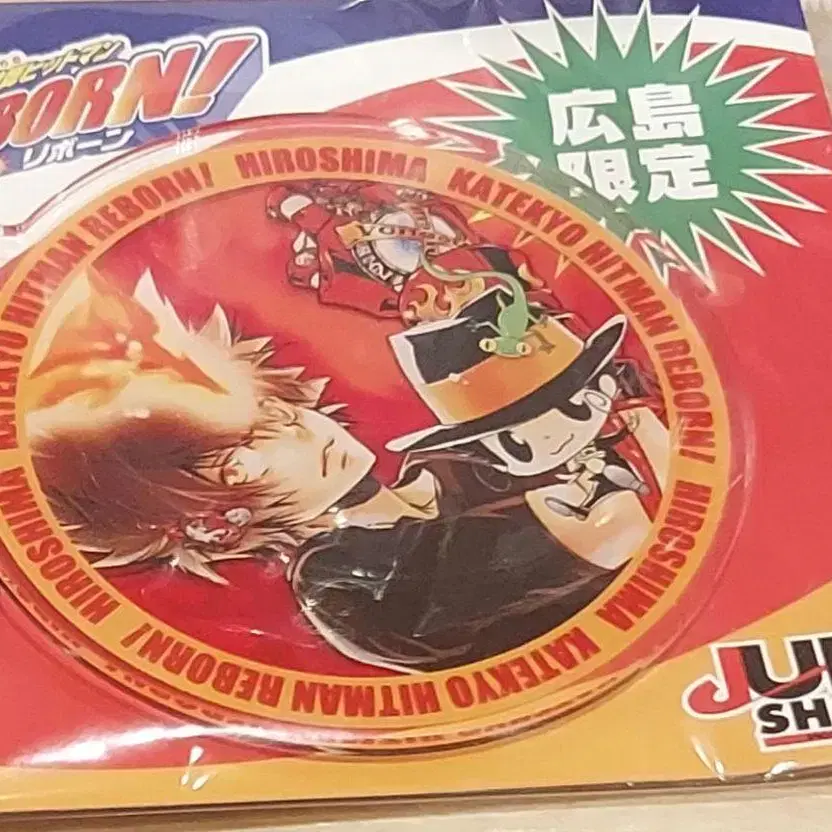 ヒットマン
BORN!
リボーン
広島
限定
KATEKYO HITMAN REBORN! HIROSHIMA KATEKYO HITMAN REBORN! HIROSHIMA KATEKYO HITMAN REBORN! HIROSHIMA
JU
SH